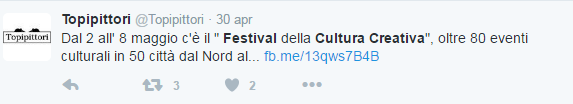 Topipittori @Topipittori · 30 apr
Topipittori
Dal 2 all' 8 maggio c'è il " Festival della Cultura Creativa", oltre 80 eventi
culturali in 50 città dal Nord al... fb.me/13qws7B4B
3 2